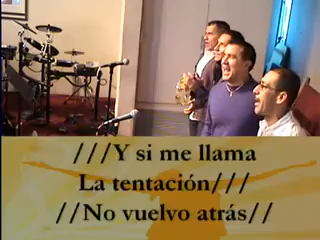 ///Y si me llama
La tentación///
//No vuelvo atrás//